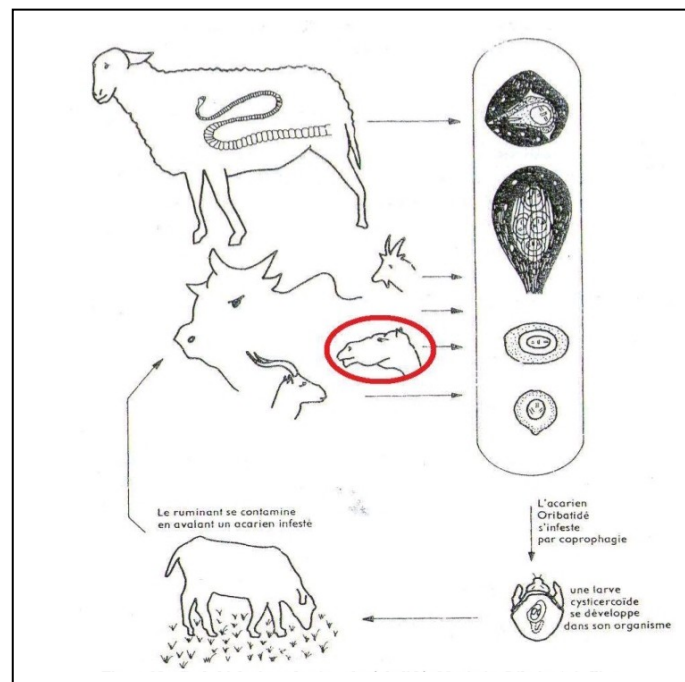 Le ruminant se contamine
en avalant un acarien infesté
L'acarien
Oribatidé
s'infeste
par coprophagie
une larve
cysticercoïde
se développe
dans son organisme